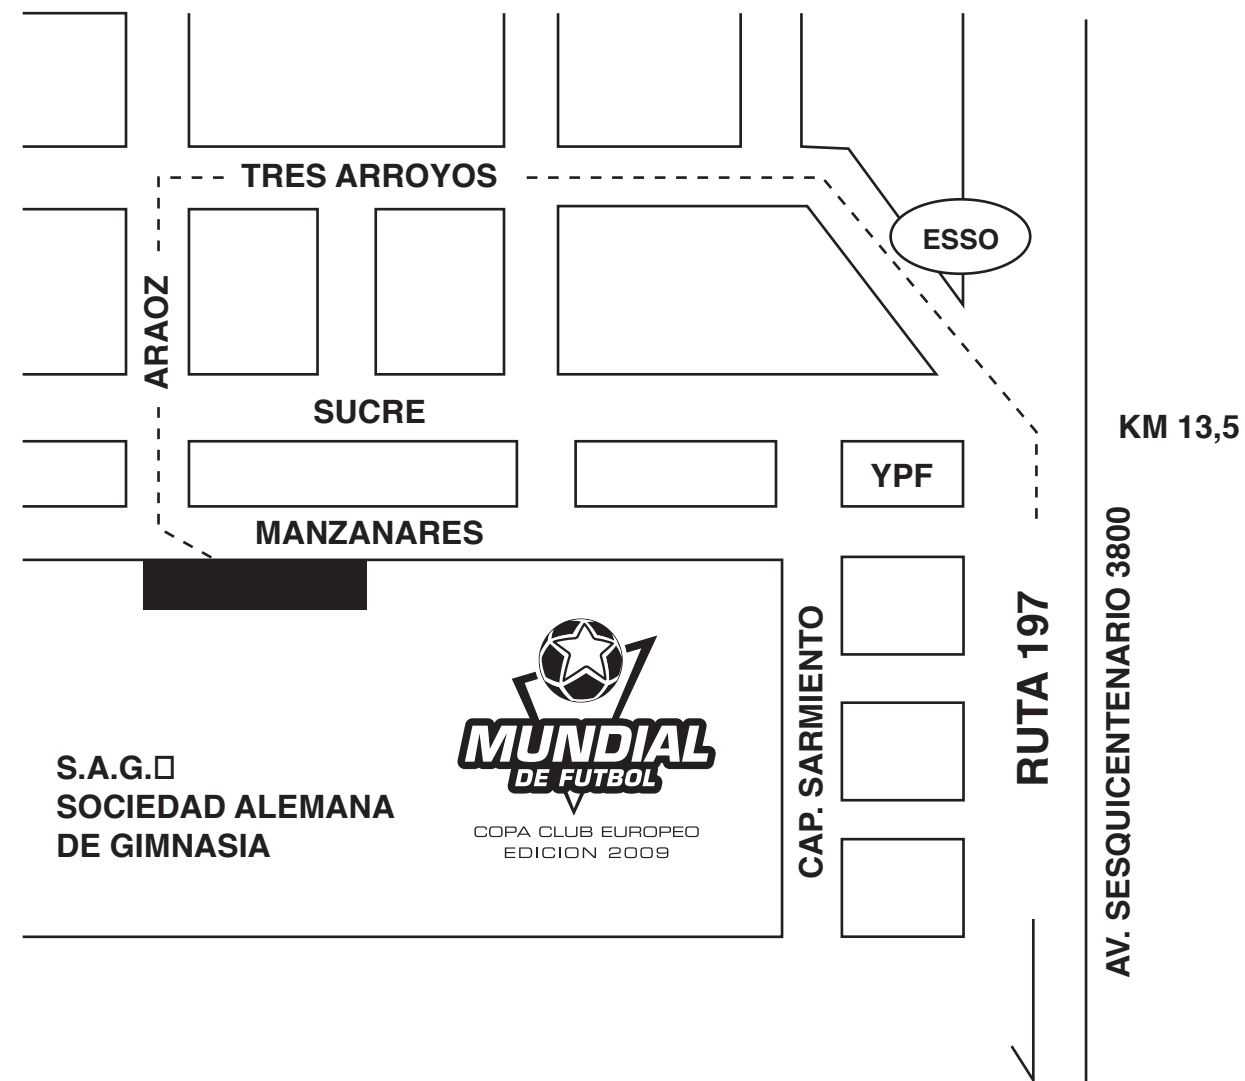 TRES ARROYOS
ESSO
ARAOZ
SUCRE
KM 13,5
YPF
MANZANARES
RUTA 197
AV. SESQUICENTENARIO 3800
CAP. SARMIENTO
MUNDIAL
DE FUTBOL
COPA CLUB EUROPEO
EDICION 2009
S.A.G.□
SOCIEDAD ALEMANA
DE GIMNASIA